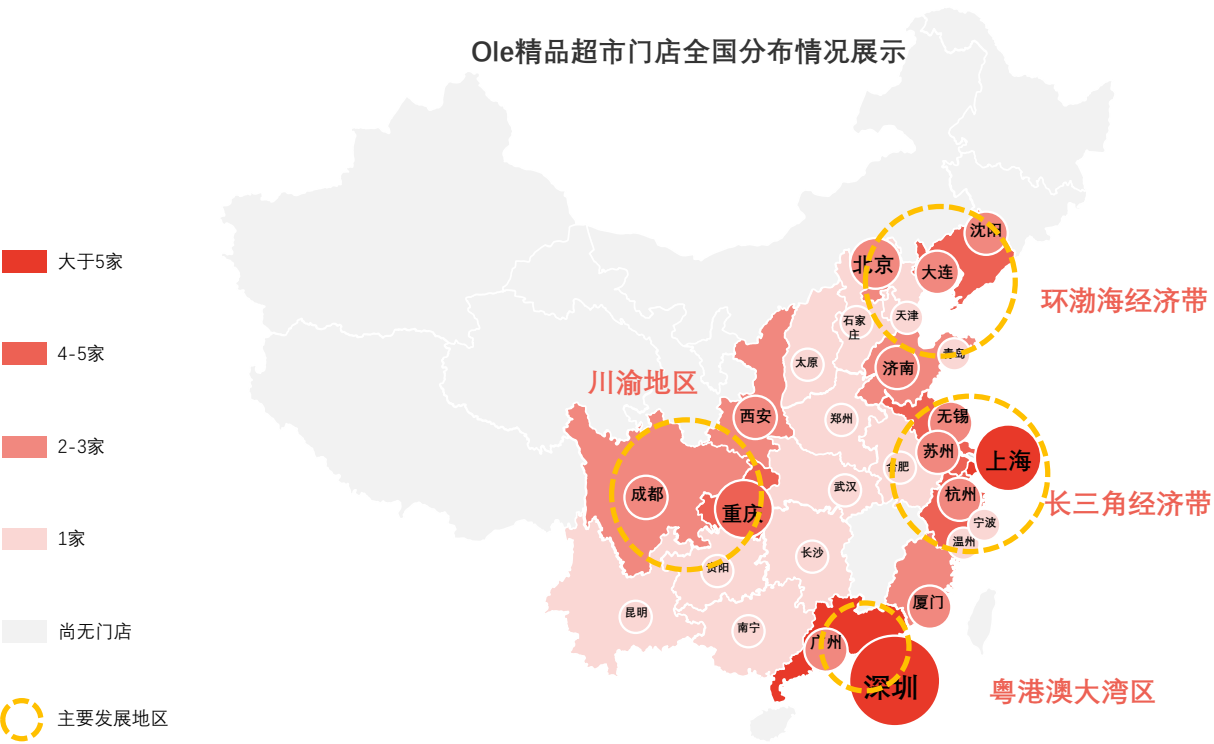 Ole精品超市门店全国分布情况展示
大于5家
4-5家
2-3家
1家
尚无门店
主要发展地区
沈阳
北京
大连
环渤海经济带
天津
石家
庄
青岛
太原
济南
川渝地区
西安
郑州
无锡
苏州
上海
合肥
成都
武汉
杭州
长三角经济带
重庆
宁波
温州
长沙
贵阳
昆明
南宁
厦门
广州
深圳
粤港澳大湾区